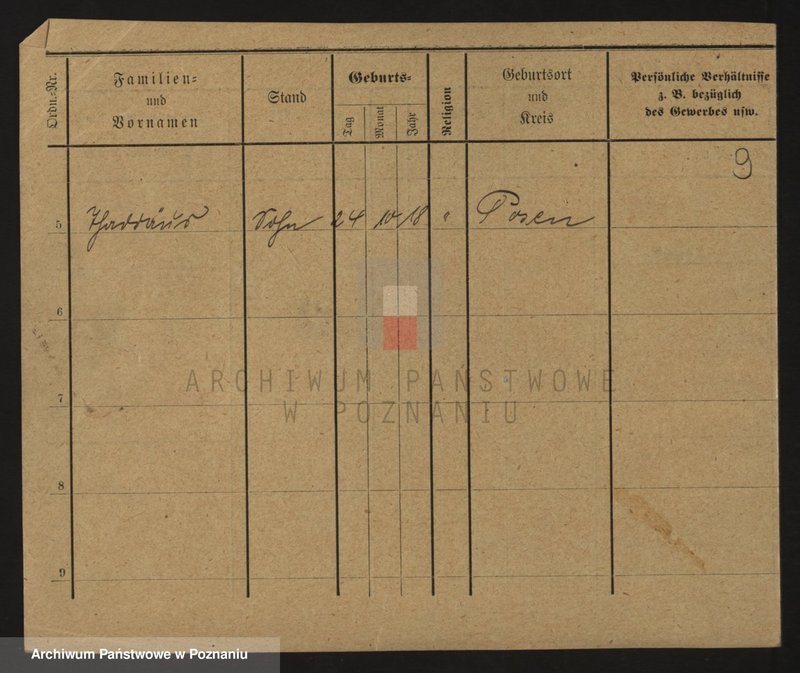 Ordn.-Nr.
Familien=
und
Vornamen
Stand
Geburts-
Tag
Monat
Jahr
Religion
Geburtsort
und
Kreis
Persönliche Verhältnisse
z. B. bezüglich
des Gewerbes usw.
9
5 Thaddäus Sohn 24 10 18 " Posen
6
ARCHIWUM PAŃSTWOWE
W POZNANIU
7
8
9
Archiwum Państwowe w Poznaniu